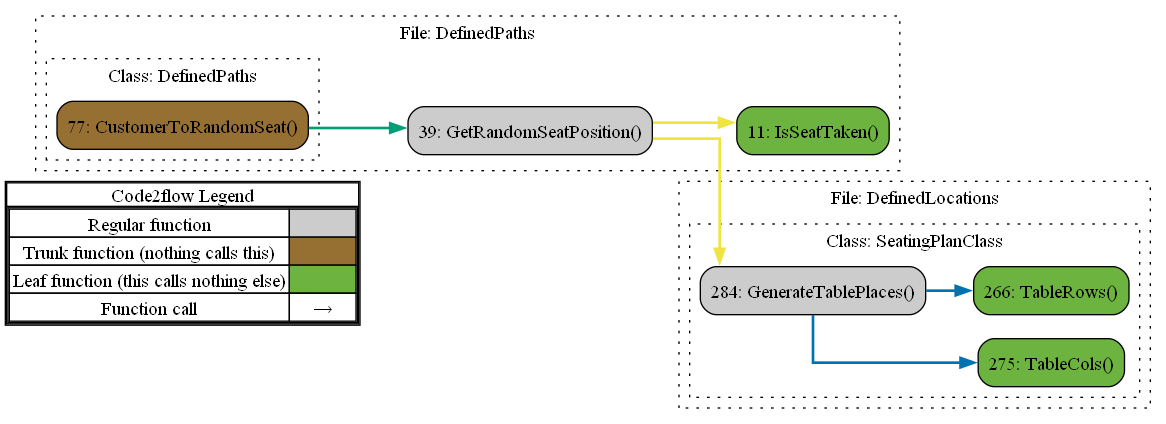 File: DefinedPaths
Class: DefinedPaths
77: CustomerToRandomSeat()
39: GetRandomSeatPosition()
11: IsSeatTaken()
Code2flow Legend
Regular function
Trunk function (nothing calls this)
Leaf function (this calls nothing else)
Function call →
File: DefinedLocations
Class: SeatingPlanClass
284: GenerateTablePlaces()
266: TableRows()
275: TableCols()